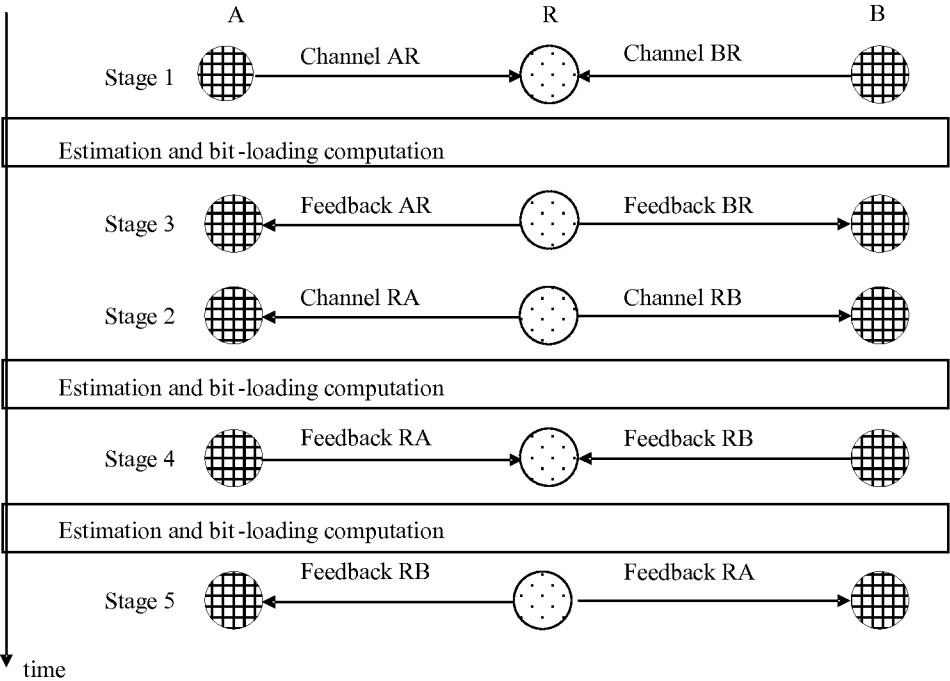 A R B
Stage 1 Channel AR Channel BR
Estimation and bit-loading computation
Stage 3 Feedback AR Feedback BR
Stage 2 Channel RA Channel RB
Estimation and bit-loading computation
Stage 4 Feedback RA Feedback RB
Estimation and bit-loading computation
Stage 5 Feedback RB Feedback RA
time